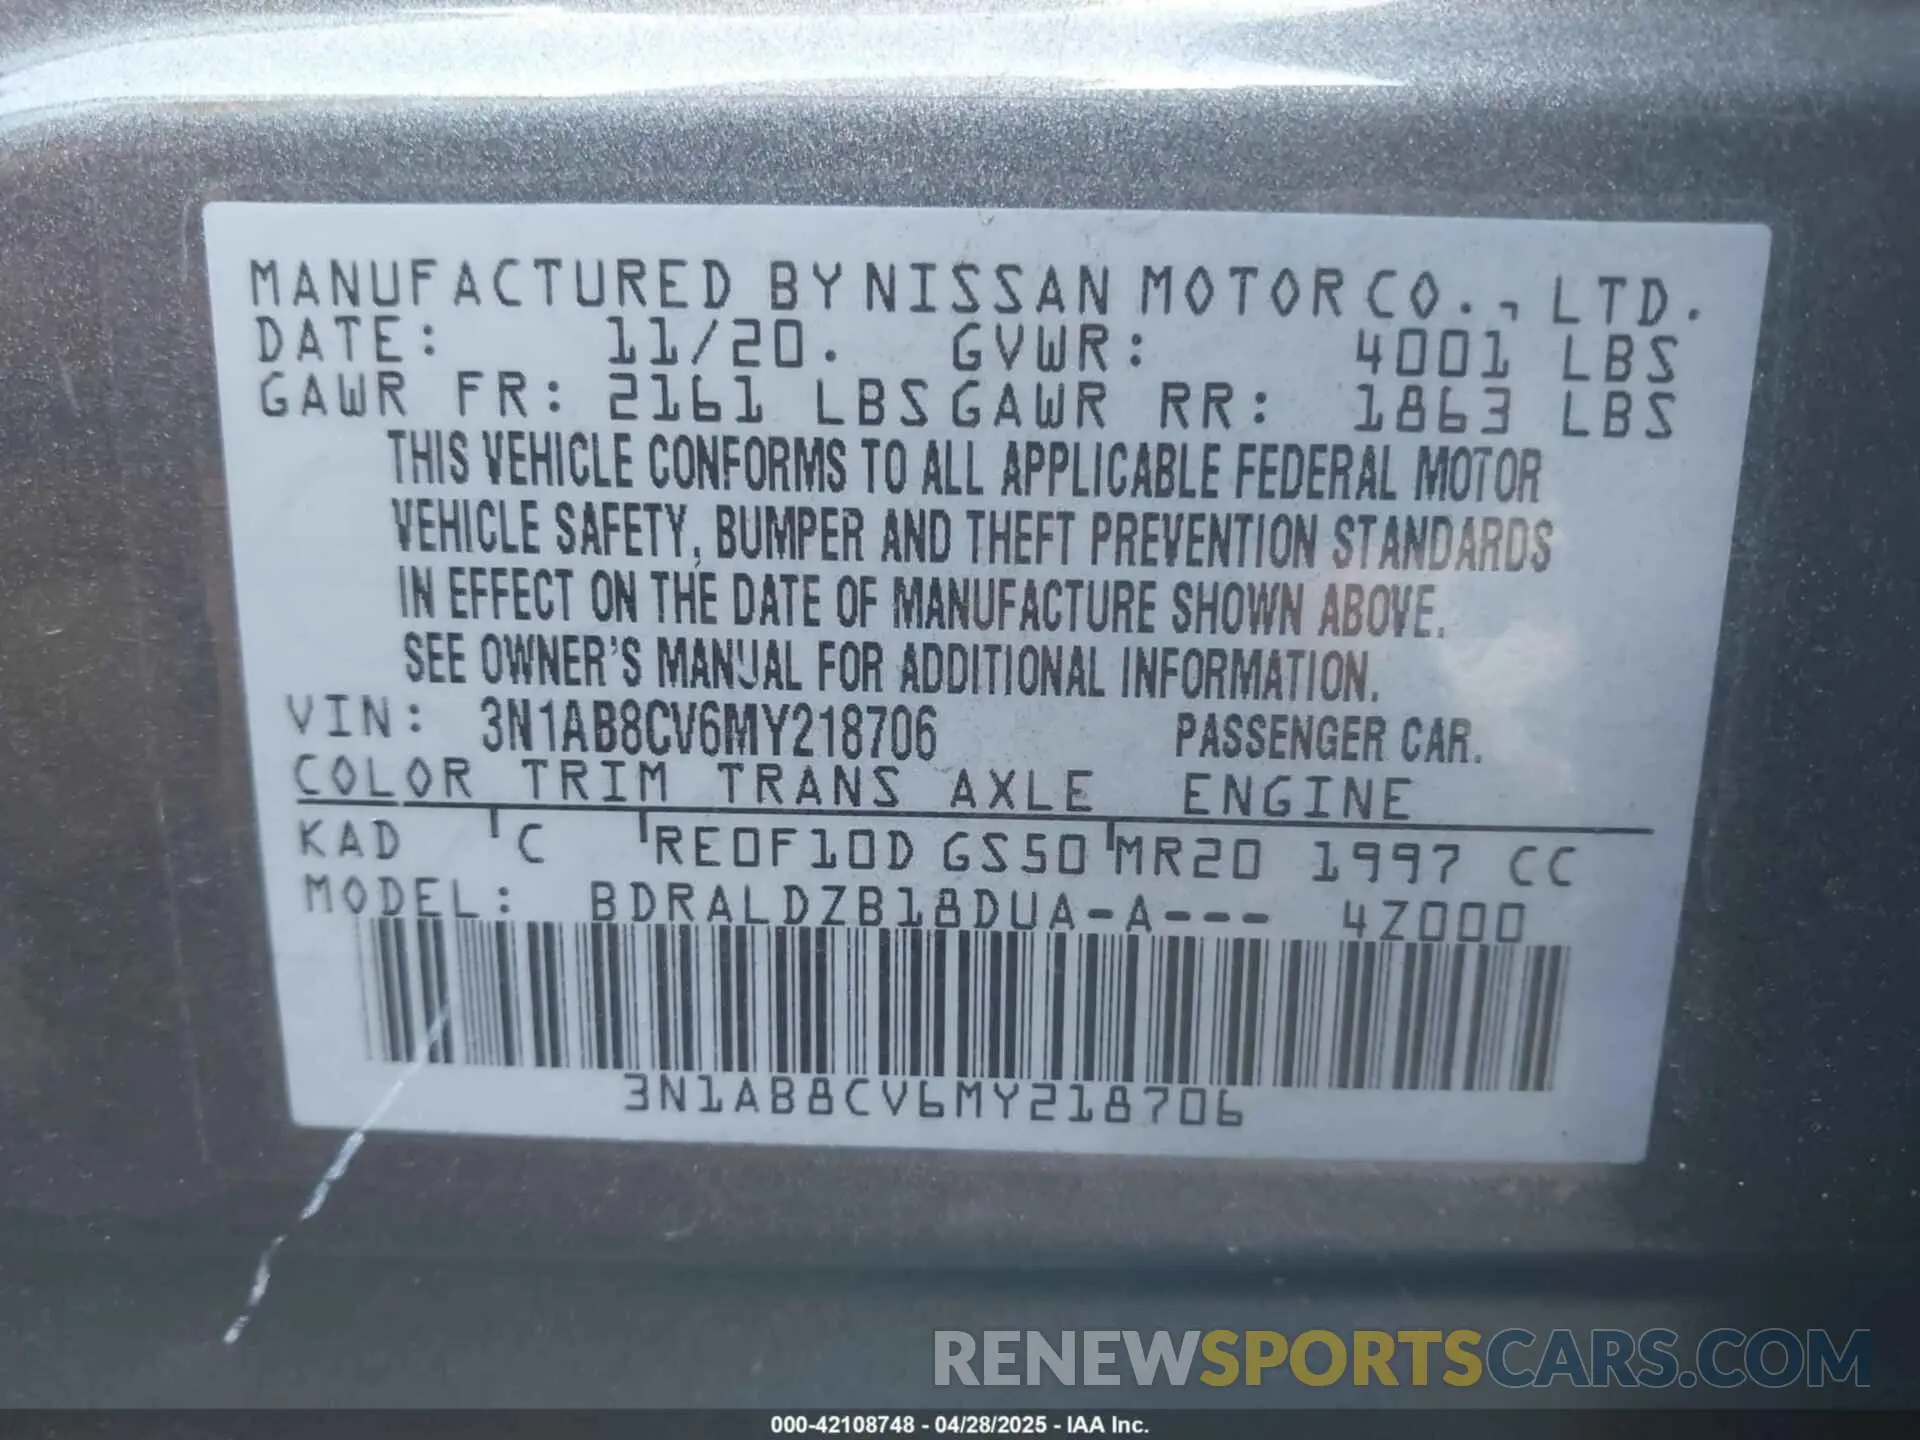 MANUFACTURED BY NISSAN MOTOR CO., LTD.
DATE: 11/20. GVWR: 4001 LBS
GAWR FR: 2161 LBS GAWR RR: 1863 LBS
THIS VEHICLE CONFORMS TO ALL APPLICABLE FEDERAL MOTOR
VEHICLE SAFETY, BUMPER AND THEFT PREVENTION STANDARDS
IN EFFECT ON THE DATE OF MANUFACTURE SHOWN ABOVE.
SEE OWNER'S MANUAL FOR ADDITIONAL INFORMATION.
VIN: 3N1AB8CV6MY218706 PASSENGER CAR.
COLOR TRIM TRANS AXLE ENGINE
KAD C RE0F10D GS50 MR20 1997 CC
MODEL: BDRALDZB18DUA-A--- 4Z000
3N1AB8CV6MY218706
RENEWSPORTSCARS.COM
000-42108748 - 04/28/2025 - IAA Inc.